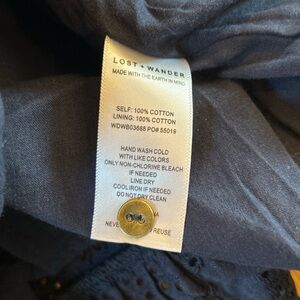 LOST + WANDER
MADE WITH THE EARTH IN MIND
SELF: 100% COTTON
LINING: 100% COTTON
WDWB03688 PO# 55019
HAND WASH COLD
WITH LIKE COLORS
ONLY NON-CHLORINE BLEACH
IF NEEDED
LINE DRY
COOL IRON IF NEEDED
DO NOT DRY CLEAN
REUSE